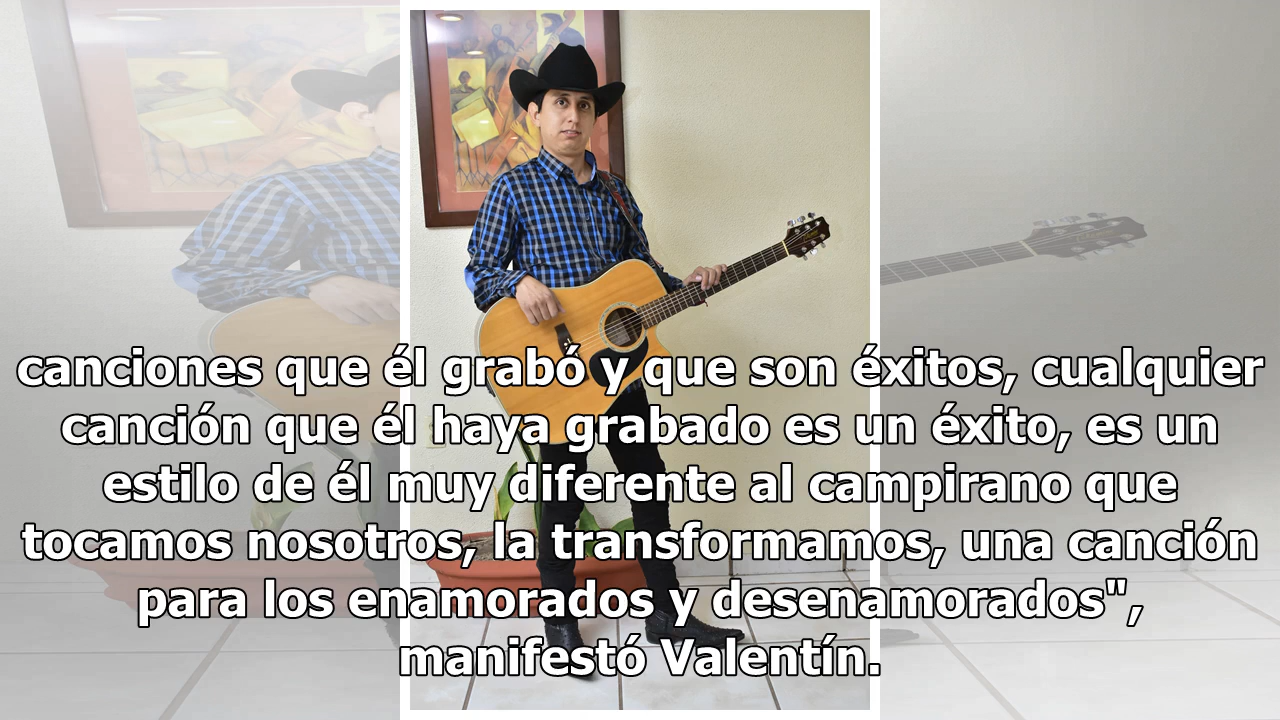 canciones que él grabó y que son éxitos, cualquier
canción que él haya grabado es un éxito, es un
estilo de él muy diferente al campirano que
tocamos nosotros, la transformamos, una canción
para los enamorados y desenamorados",
manifestó Valentín.